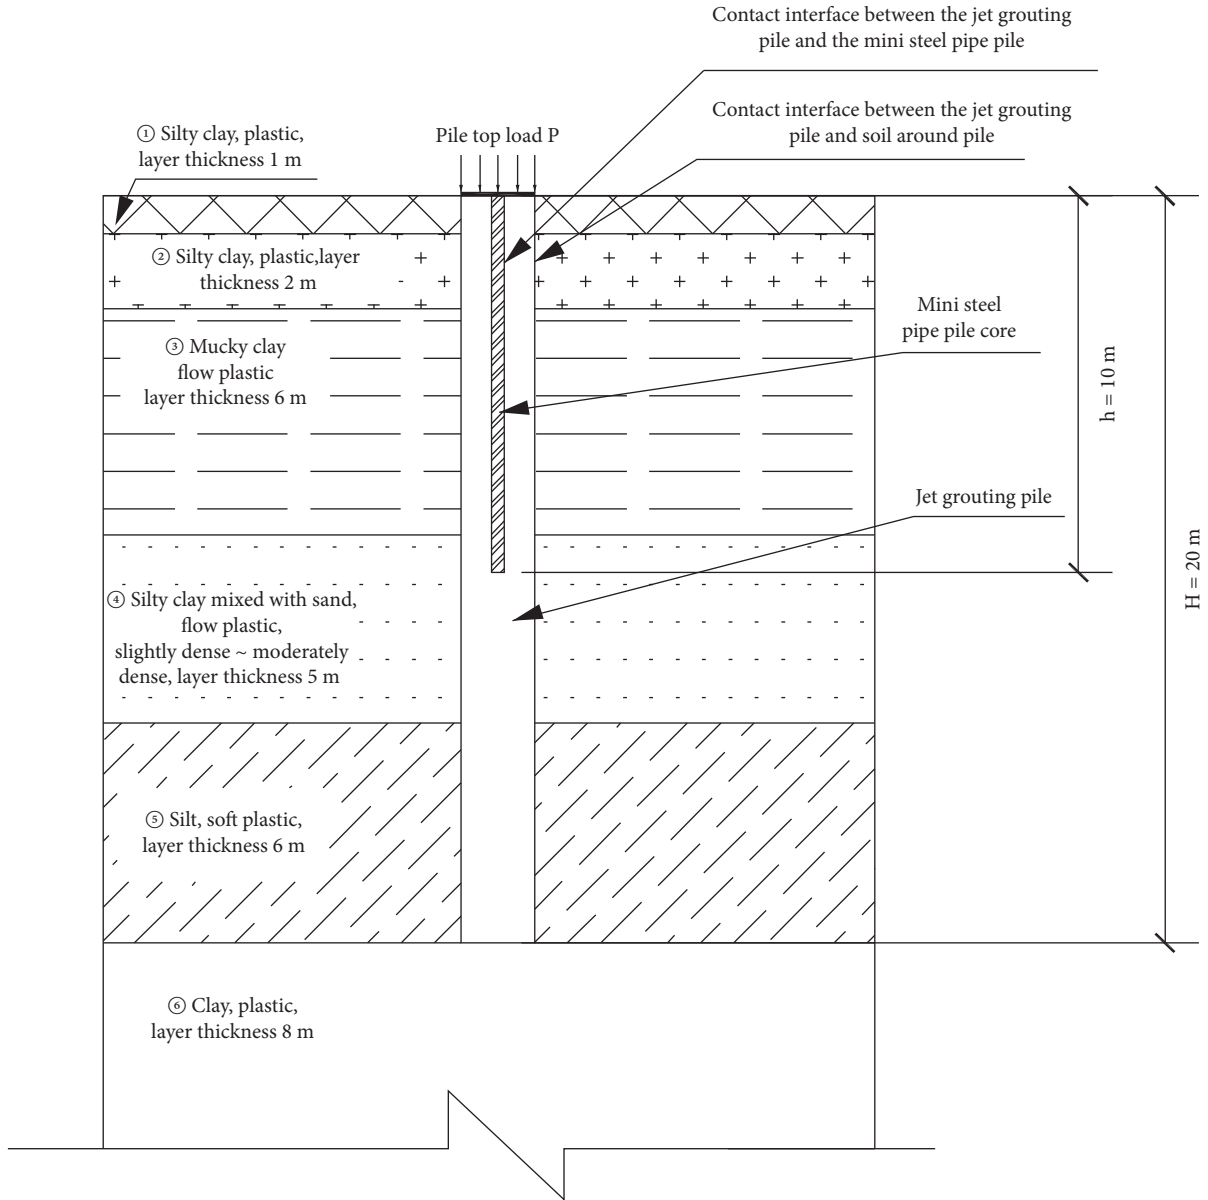 Contact interface between the jet grouting
pile and the mini steel pipe pile
Contact interface between the jet grouting
pile and soil around pile
① Silty clay, plastic,
layer thickness 1 m
Pile top load P
② Silty clay, plastic,layer
thickness 2 m
Mini steel
pipe pile core
③ Mucky clay
flow plastic
layer thickness 6 m
h = 10 m
Jet grouting pile
H = 20 m
④ Silty clay mixed with sand,
flow plastic,
slightly dense ~ moderately
dense, layer thickness 5 m
⑤ Silt, soft plastic,
layer thickness 6 m
⑥ Clay, plastic,
layer thickness 8 m